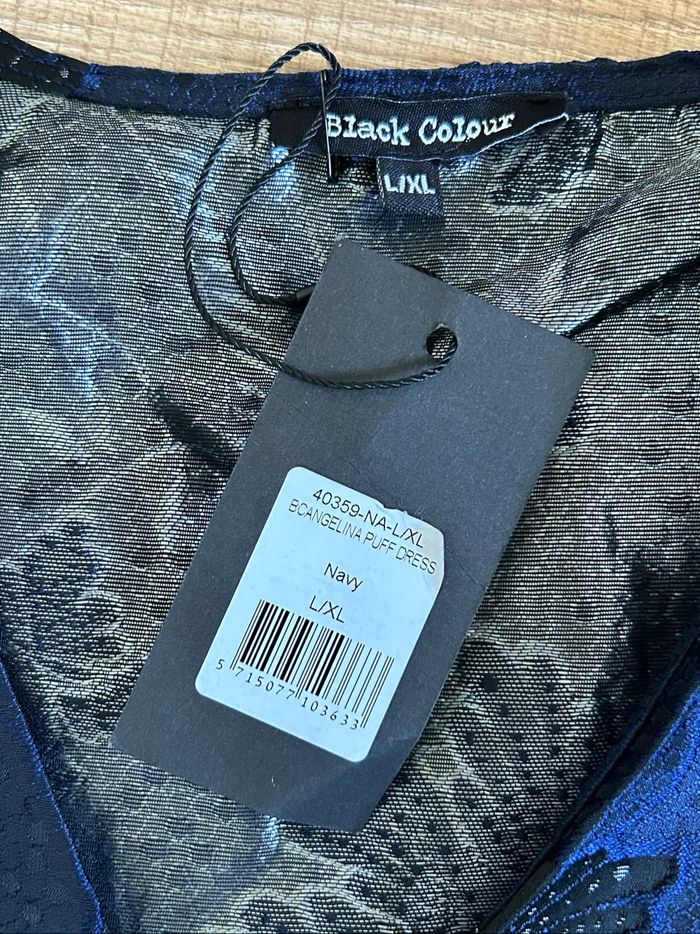 Black Colour
L/XL
40359-NA-L/XL
BCANGELINA PUFF DRESS
Navy
L/XL
5 715077 103633